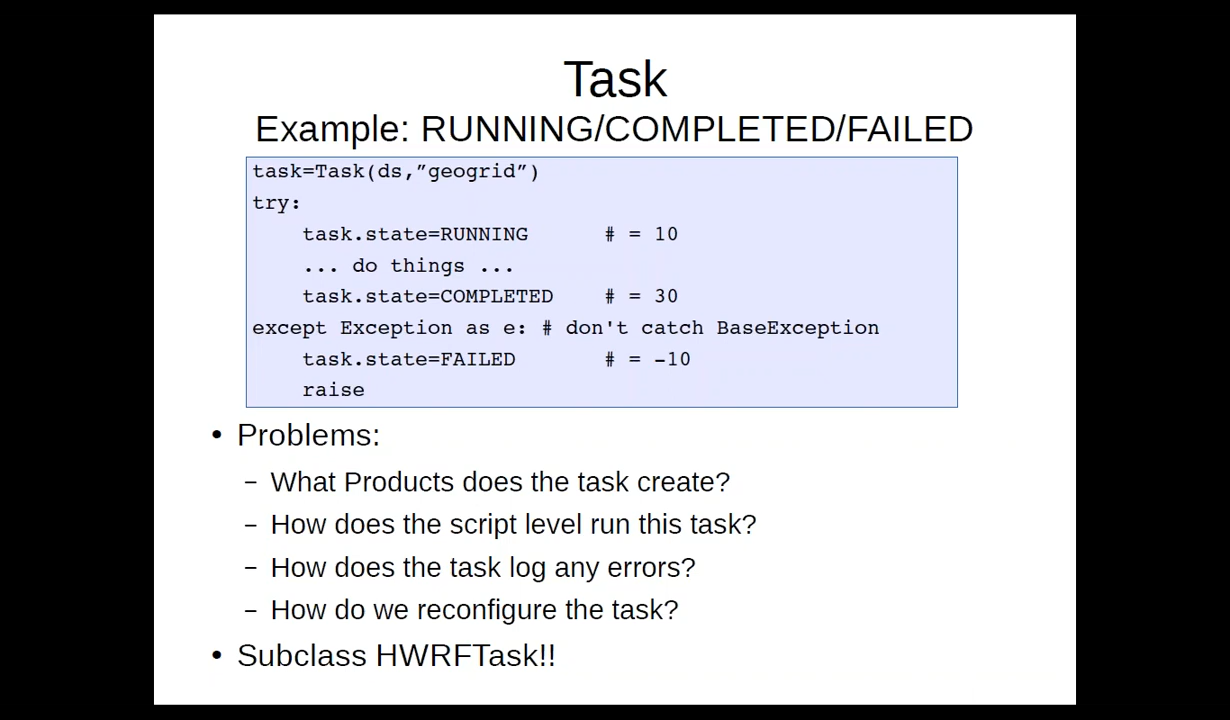 Task
Example: RUNNING/COMPLETED/FAILED
task=Task(ds,”geogrid”)
try:
    task.state=RUNNING      # = 10
    ... do things ...
    task.state=COMPLETED    # = 30
except Exception as e: # don't catch BaseException
    task.state=FAILED       # = -10
    raise
• Problems:
– What Products does the task create?
– How does the script level run this task?
– How does the task log any errors?
– How do we reconfigure the task?
• Subclass HWRFTask!!